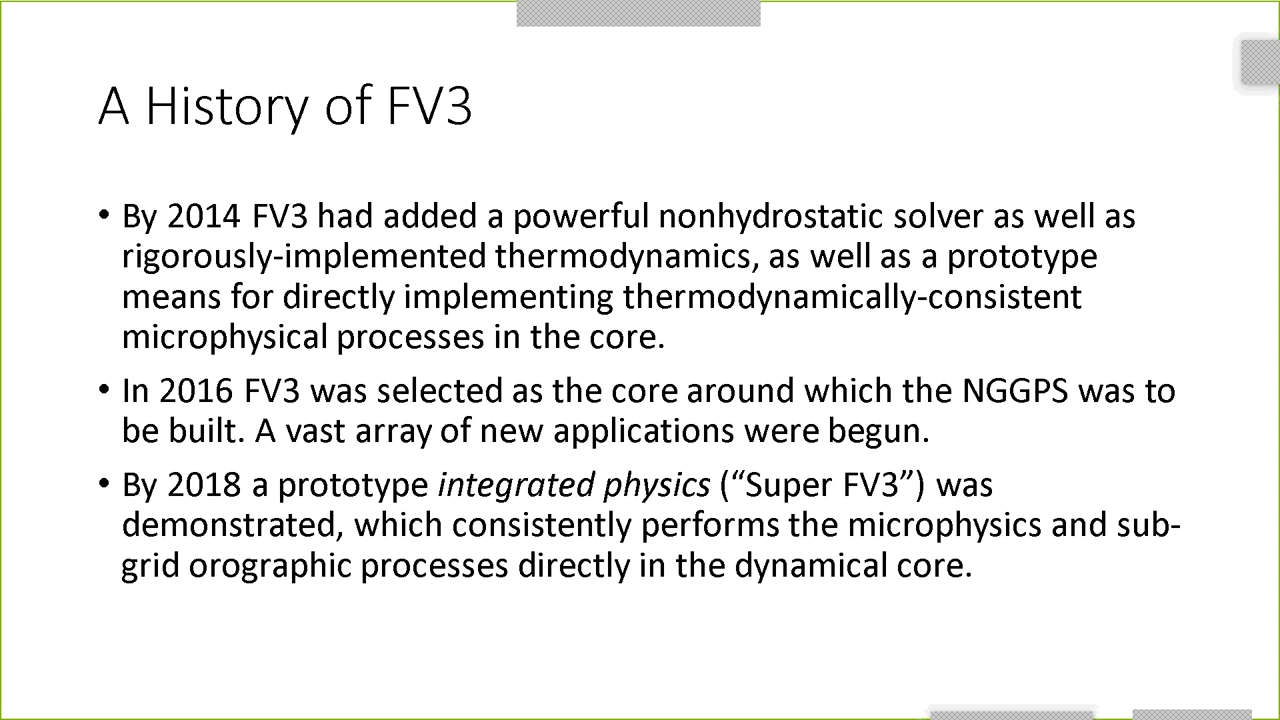 A History of FV3
• By 2014 FV3 had added a powerful nonhydrostatic solver as well as
rigorously-implemented thermodynamics, as well as a prototype
means for directly implementing thermodynamically-consistent
microphysical processes in the core.
• In 2016 FV3 was selected as the core around which the NGGPS was to
be built. A vast array of new applications were begun.
• By 2018 a prototype integrated physics (“Super FV3”) was
demonstrated, which consistently performs the microphysics and sub-
grid orographic processes directly in the dynamical core.